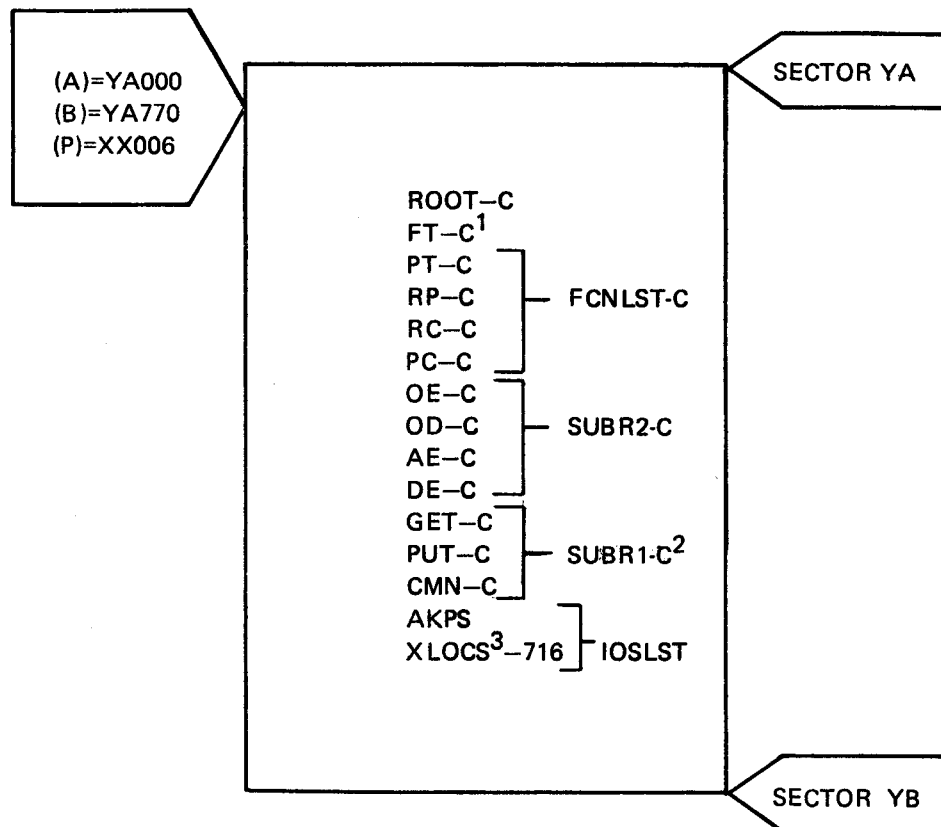 (A)=YA000
(B)=YA770
(P)=XX006
SECTOR YA
ROOT–C
FT–C¹
PT–C
RP–C
FCNLST-C
RC–C
PC–C
OE–C
OD–C
SUBR2-C
AE–C
DE–C
GET–C
PUT–C
SUBR1-C²
CMN–C
AKPS
XLOCS³–716
IOSLST
SECTOR YB